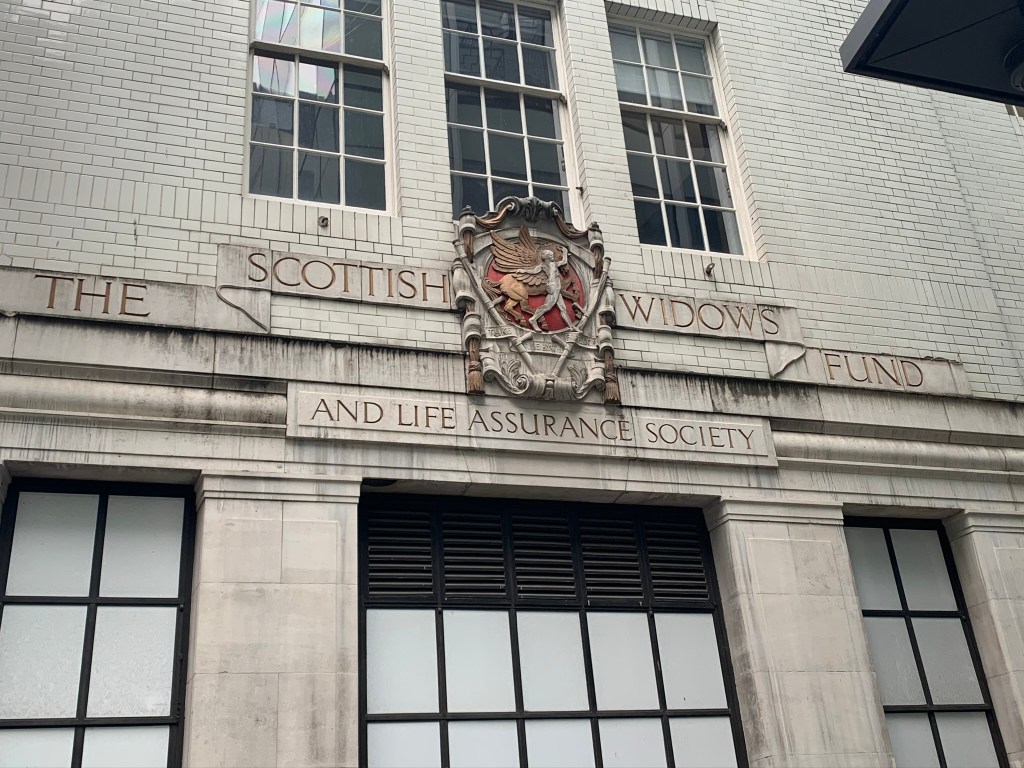 THE SCOTTISH WIDOWS FUND
AND LIFE ASSURANCE SOCIETY